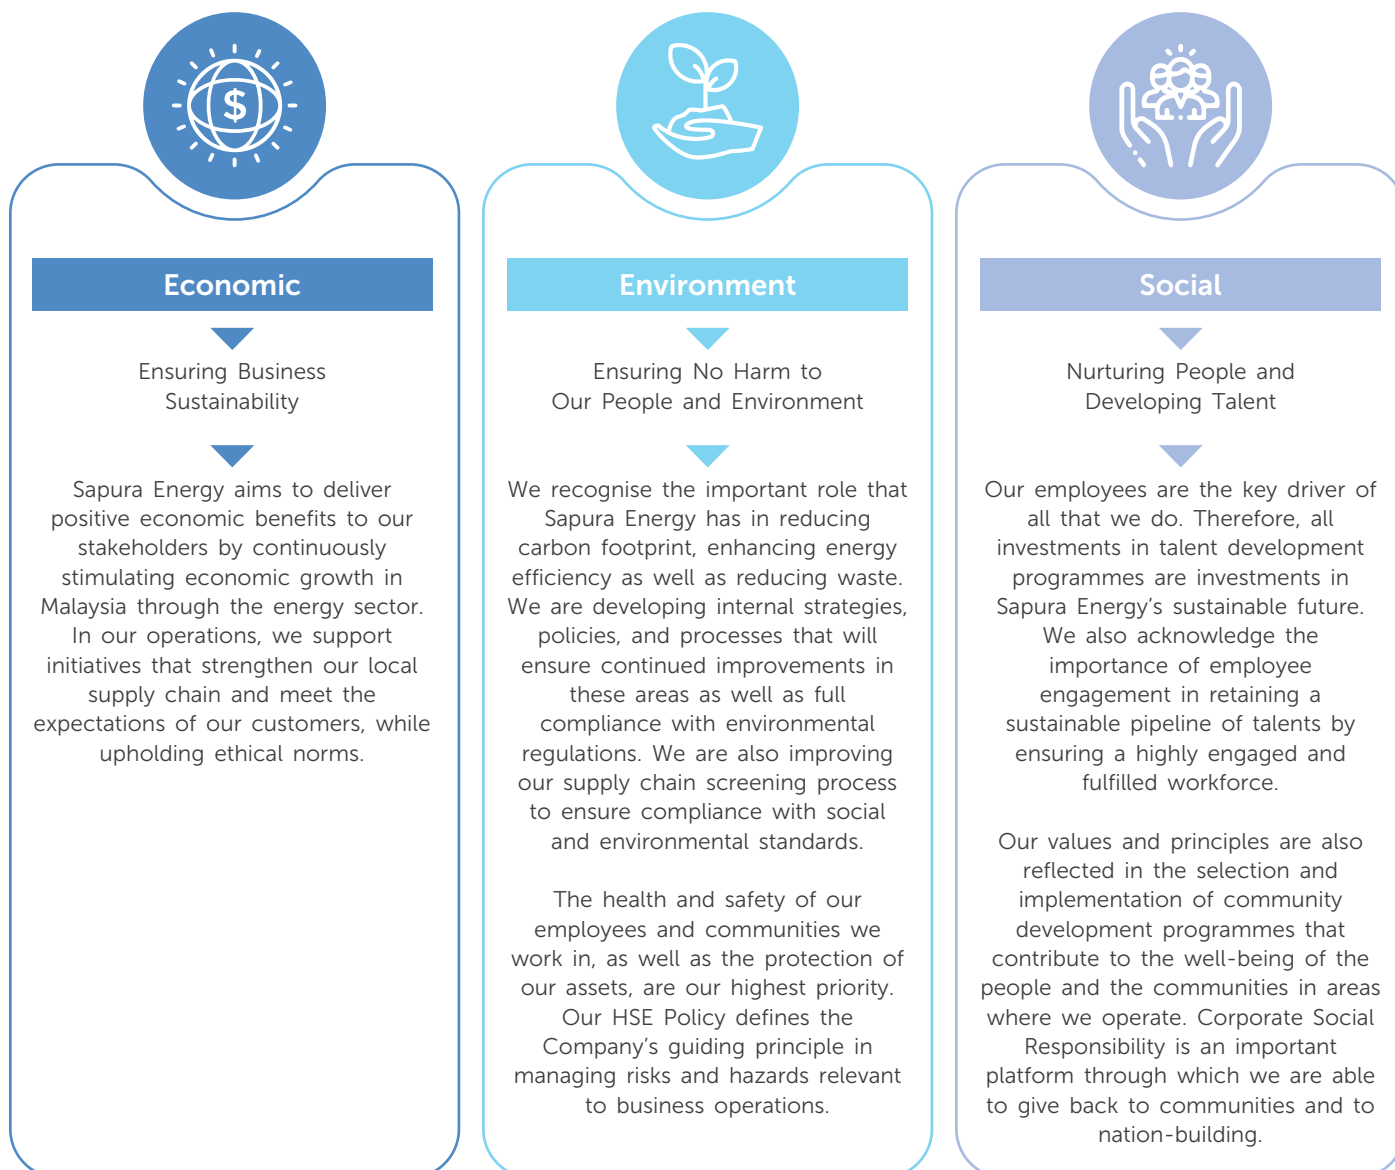 $
Economic
Ensuring Business
Sustainability
Sapura Energy aims to deliver
positive economic benefits to our
stakeholders by continuously
stimulating economic growth in
Malaysia through the energy sector.
In our operations, we support
initiatives that strengthen our local
supply chain and meet the
expectations of our customers, while
upholding ethical norms.
Environment
Ensuring No Harm to
Our People and Environment
We recognise the important role that
Sapura Energy has in reducing
carbon footprint, enhancing energy
efficiency as well as reducing waste.
We are developing internal strategies,
policies, and processes that will
ensure continued improvements in
these areas as well as full
compliance with environmental
regulations. We are also improving
our supply chain screening process
to ensure compliance with social
and environmental standards.
The health and safety of our
employees and communities we
work in, as well as the protection of
our assets, are our highest priority.
Our HSE Policy defines the
Company's guiding principle in
managing risks and hazards relevant
to business operations.
Social
Nurturing People and
Developing Talent
Our employees are the key driver of
all that we do. Therefore, all
investments in talent development
programmes are investments in
Sapura Energy's sustainable future.
We also acknowledge the
importance of employee
engagement in retaining a
sustainable pipeline of talents by
ensuring a highly engaged and
fulfilled workforce.
Our values and principles are also
reflected in the selection and
implementation of community
development programmes that
contribute to the well-being of the
people and the communities in areas
where we operate. Corporate Social
Responsibility is an important
platform through which we are able
to give back to communities and to
nation-building.